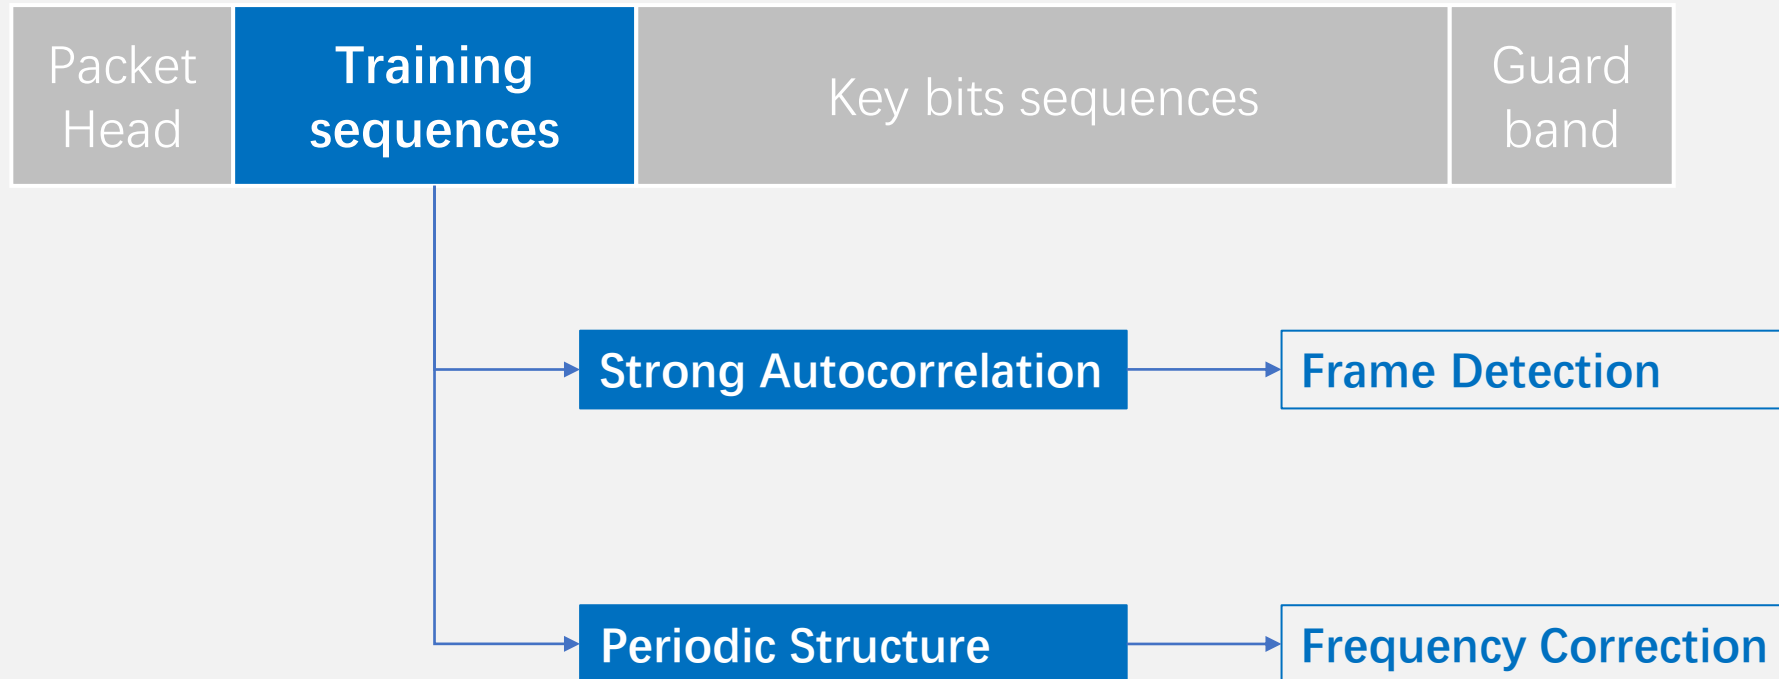 Packet
Head
Training
sequences
Key bits sequences
Guard
band
Strong Autocorrelation
Frame Detection
Periodic Structure
Frequency Correction